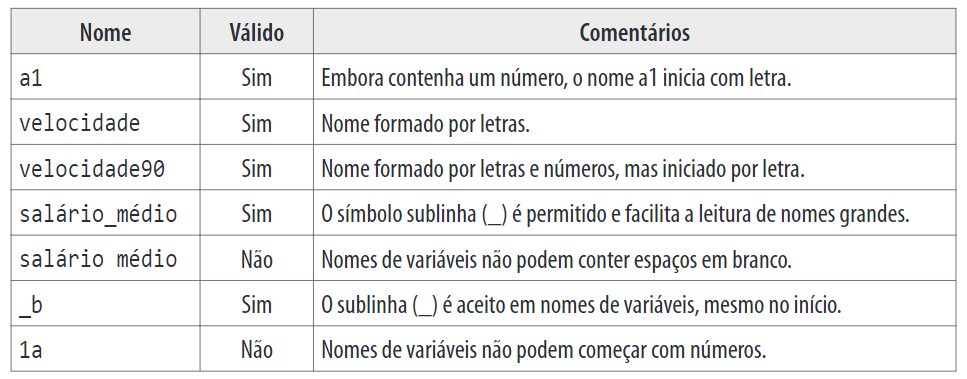 Nome Válido Comentários
a1 Sim Embora contenha um número, o nome a1 inicia com letra.
velocidade Sim Nome formado por letras.
velocidade90 Sim Nome formado por letras e números, mas iniciado por letra.
salário_médio Sim O símbolo sublinha (_) é permitido e facilita a leitura de nomes grandes.
salário médio Não Nomes de variáveis não podem conter espaços em branco.
_b Sim O sublinha (_) é aceito em nomes de variáveis, mesmo no início.
1a Não Nomes de variáveis não podem começar com números.